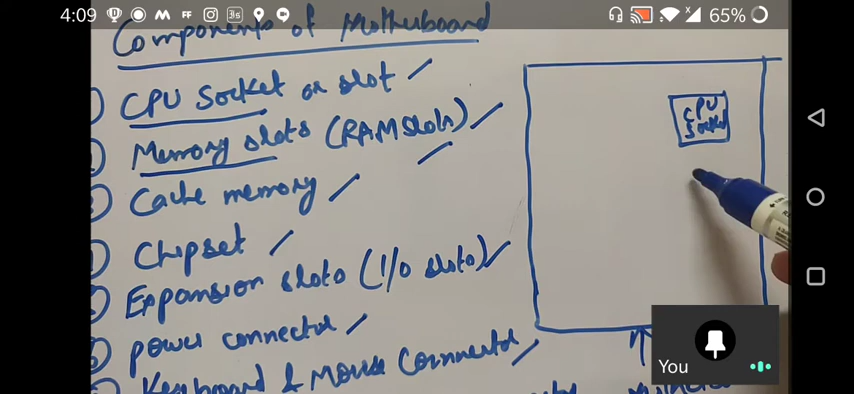 4:09
65%
Components of Motherboard
CPU Socket or slot
Memory slots (RAM slots)
Cache memory
Chipset
Expansion slots (I/O slots)
power connector
Keyboard & Mouse Connector
CPU
Socket
You